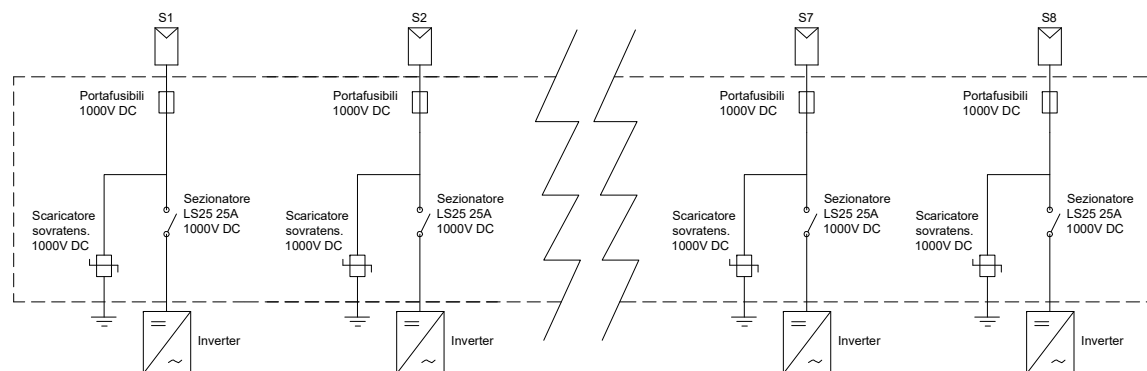 S1
S2
S7
S8
Portafusibili
1000V DC
Portafusibili
1000V DC
Portafusibili
1000V DC
Portafusibili
1000V DC
Scaricatore
sovratens.
1000V DC
Sezionatore
LS25 25A
1000V DC
Scaricatore
sovratens.
1000V DC
Sezionatore
LS25 25A
1000V DC
Scaricatore
sovratens.
1000V DC
Sezionatore
LS25 25A
1000V DC
Scaricatore
sovratens.
1000V DC
Sezionatore
LS25 25A
1000V DC
Inverter
Inverter
Inverter
Inverter